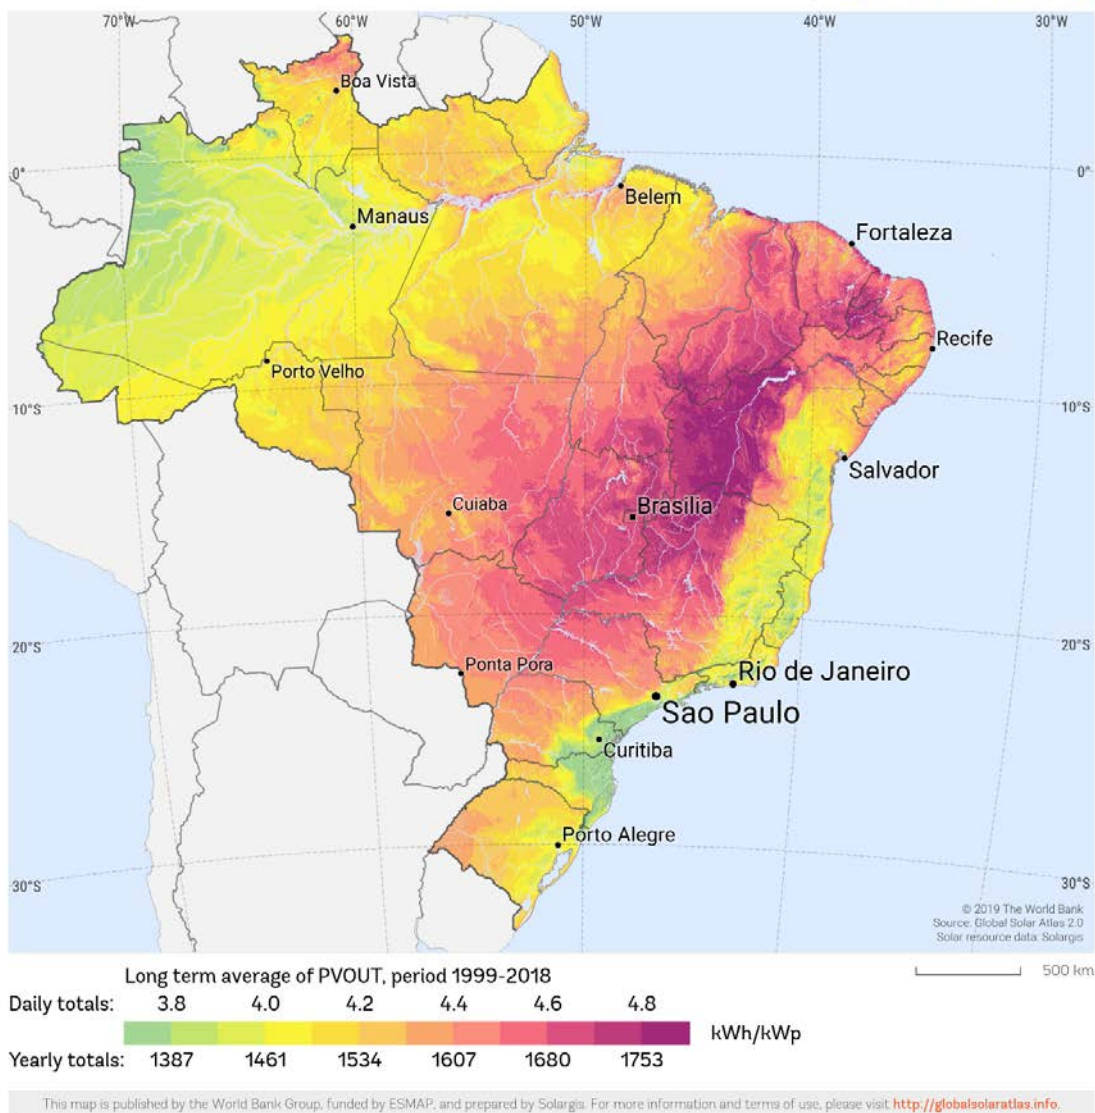 70°W 60°W 50°W 40°W 30°W
Boa Vista
0° 0°
Belem
Manaus
Fortaleza
Recife
Porto Velho
10°S 10°S
Salvador
Cuiaba
Brasilia
20°S 20°S
Ponta Pora
Rio de Janeiro
Sao Paulo
Curitiba
Porto Alegre
30°S 30°S
© 2019 The World Bank
Source: Global Solar Atlas 2.0
Solar resource data: Solargis
Long term average of PVOUT, period 1999-2018
500 km
Daily totals: 3.8 4.0 4.2 4.4 4.6 4.8
kWh/kWp
Yearly totals: 1387 1461 1534 1607 1680 1753
This map is published by the World Bank Group, funded by ESMAP, and prepared by Solargis. For more information and terms of use, please visit http://globalsolaratlas.info.